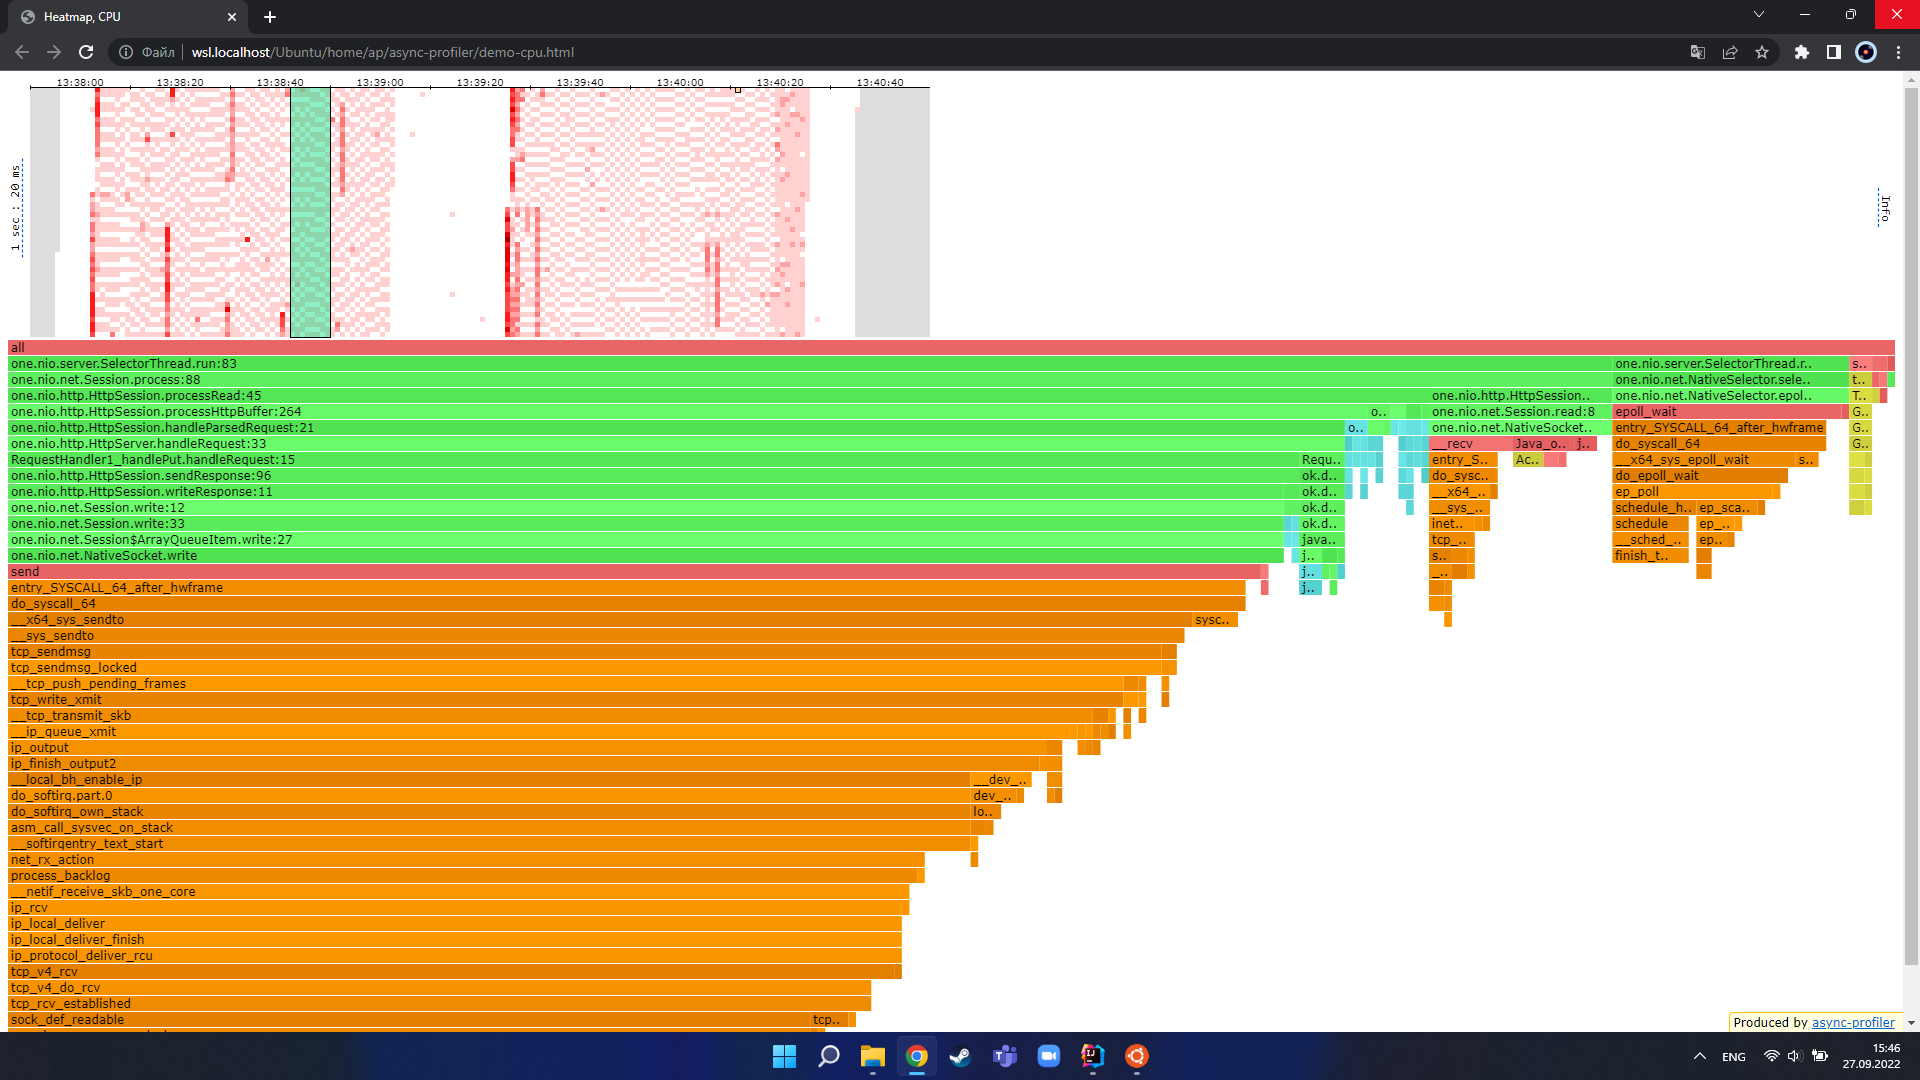 Heatmap, CPU
Файл
wsl.localhost/Ubuntu/home/ap/async-profiler/demo-cpu.html
13:38:00 13:38:20 13:38:40 13:39:00 13:39:20 13:39:40 13:40:00 13:40:20 13:40:40
1 sec : 20 ms
Info
all
one.nio.server.SelectorThread.run:83 one.nio.server.SelectorThread.r.. s..
one.nio.net.Session.process:88 one.nio.net.NativeSelector.sele.. t..
one.nio.http.HttpSession.processRead:45 one.nio.http.HttpSession.. one.nio.net.NativeSelector.epol.. T..
one.nio.http.HttpSession.processHttpBuffer:264 o.. one.nio.net.Session.read:8 epoll_wait G..
one.nio.http.HttpSession.handleParsedRequest:21 o.. one.nio.net.NativeSocket.. entry_SYSCALL_64_after_hwframe G..
one.nio.http.HttpServer.handleRequest:33 __recv Java_o.. j.. do_syscall_64 G..
RequestHandler1_handlePut.handleRequest:15 Requ.. entry_S.. Ac.. __x64_sys_epoll_wait s..
one.nio.http.HttpSession.sendResponse:96 ok.d.. do_sysc.. do_epoll_wait
one.nio.http.HttpSession.writeResponse:11 ok.d.. __x64_.. ep_poll
one.nio.net.Session.write:12 ok.d.. __sys_.. schedule_h.. ep_sca..
one.nio.net.Session.write:33 ok.d.. inet.. schedule ep_..
one.nio.net.Session$ArrayQueueItem.write:27 java.. tcp_.. __sched_.. ep..
one.nio.net.NativeSocket.write j.. s.. finish_t..
send j.. _..
entry_SYSCALL_64_after_hwframe j..
do_syscall_64
__x64_sys_sendto sysc..
__sys_sendto
tcp_sendmsg
tcp_sendmsg_locked
__tcp_push_pending_frames
tcp_write_xmit
__tcp_transmit_skb
__ip_queue_xmit
ip_output
ip_finish_output2
__local_bh_enable_ip __dev_..
do_softirq.part.0 dev_..
do_softirq_own_stack lo..
asm_call_sysvec_on_stack
__softirqentry_text_start
net_rx_action
process_backlog
__netif_receive_skb_one_core
ip_rcv
ip_local_deliver
ip_local_deliver_finish
ip_protocol_deliver_rcu
tcp_v4_rcv
tcp_v4_do_rcv
tcp_rcv_established
sock_def_readable tcp..
Produced by async-profiler
ENG
15:46
27.09.2022